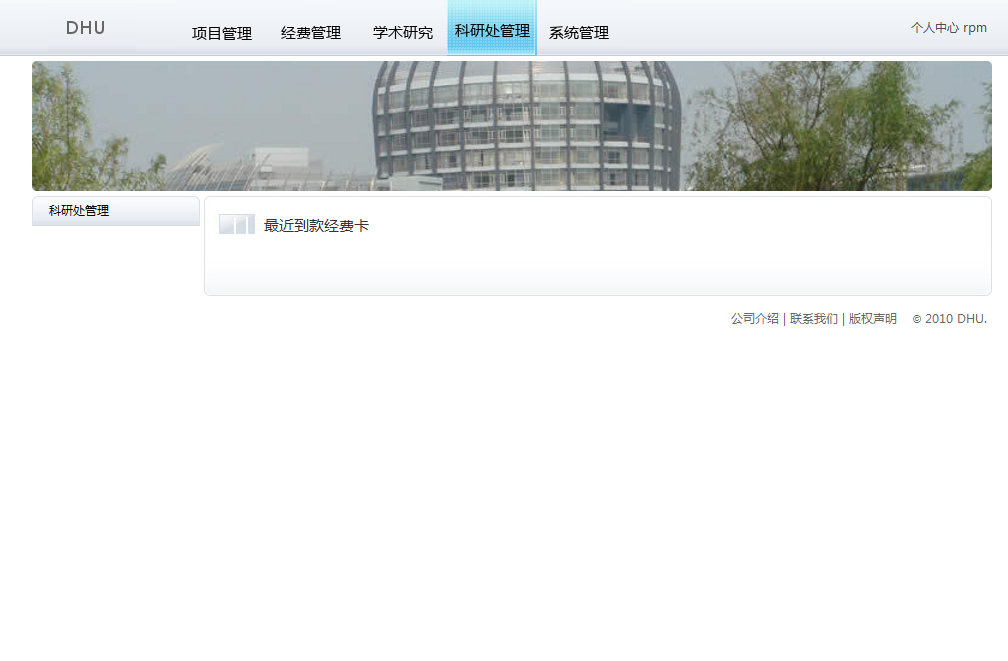 DHU 项目管理 经费管理 学术研究 科研处管理 系统管理 个人中心 rpm
科研处管理
最近到款经费卡
公司介绍 | 联系我们 | 版权声明 © 2010 DHU.